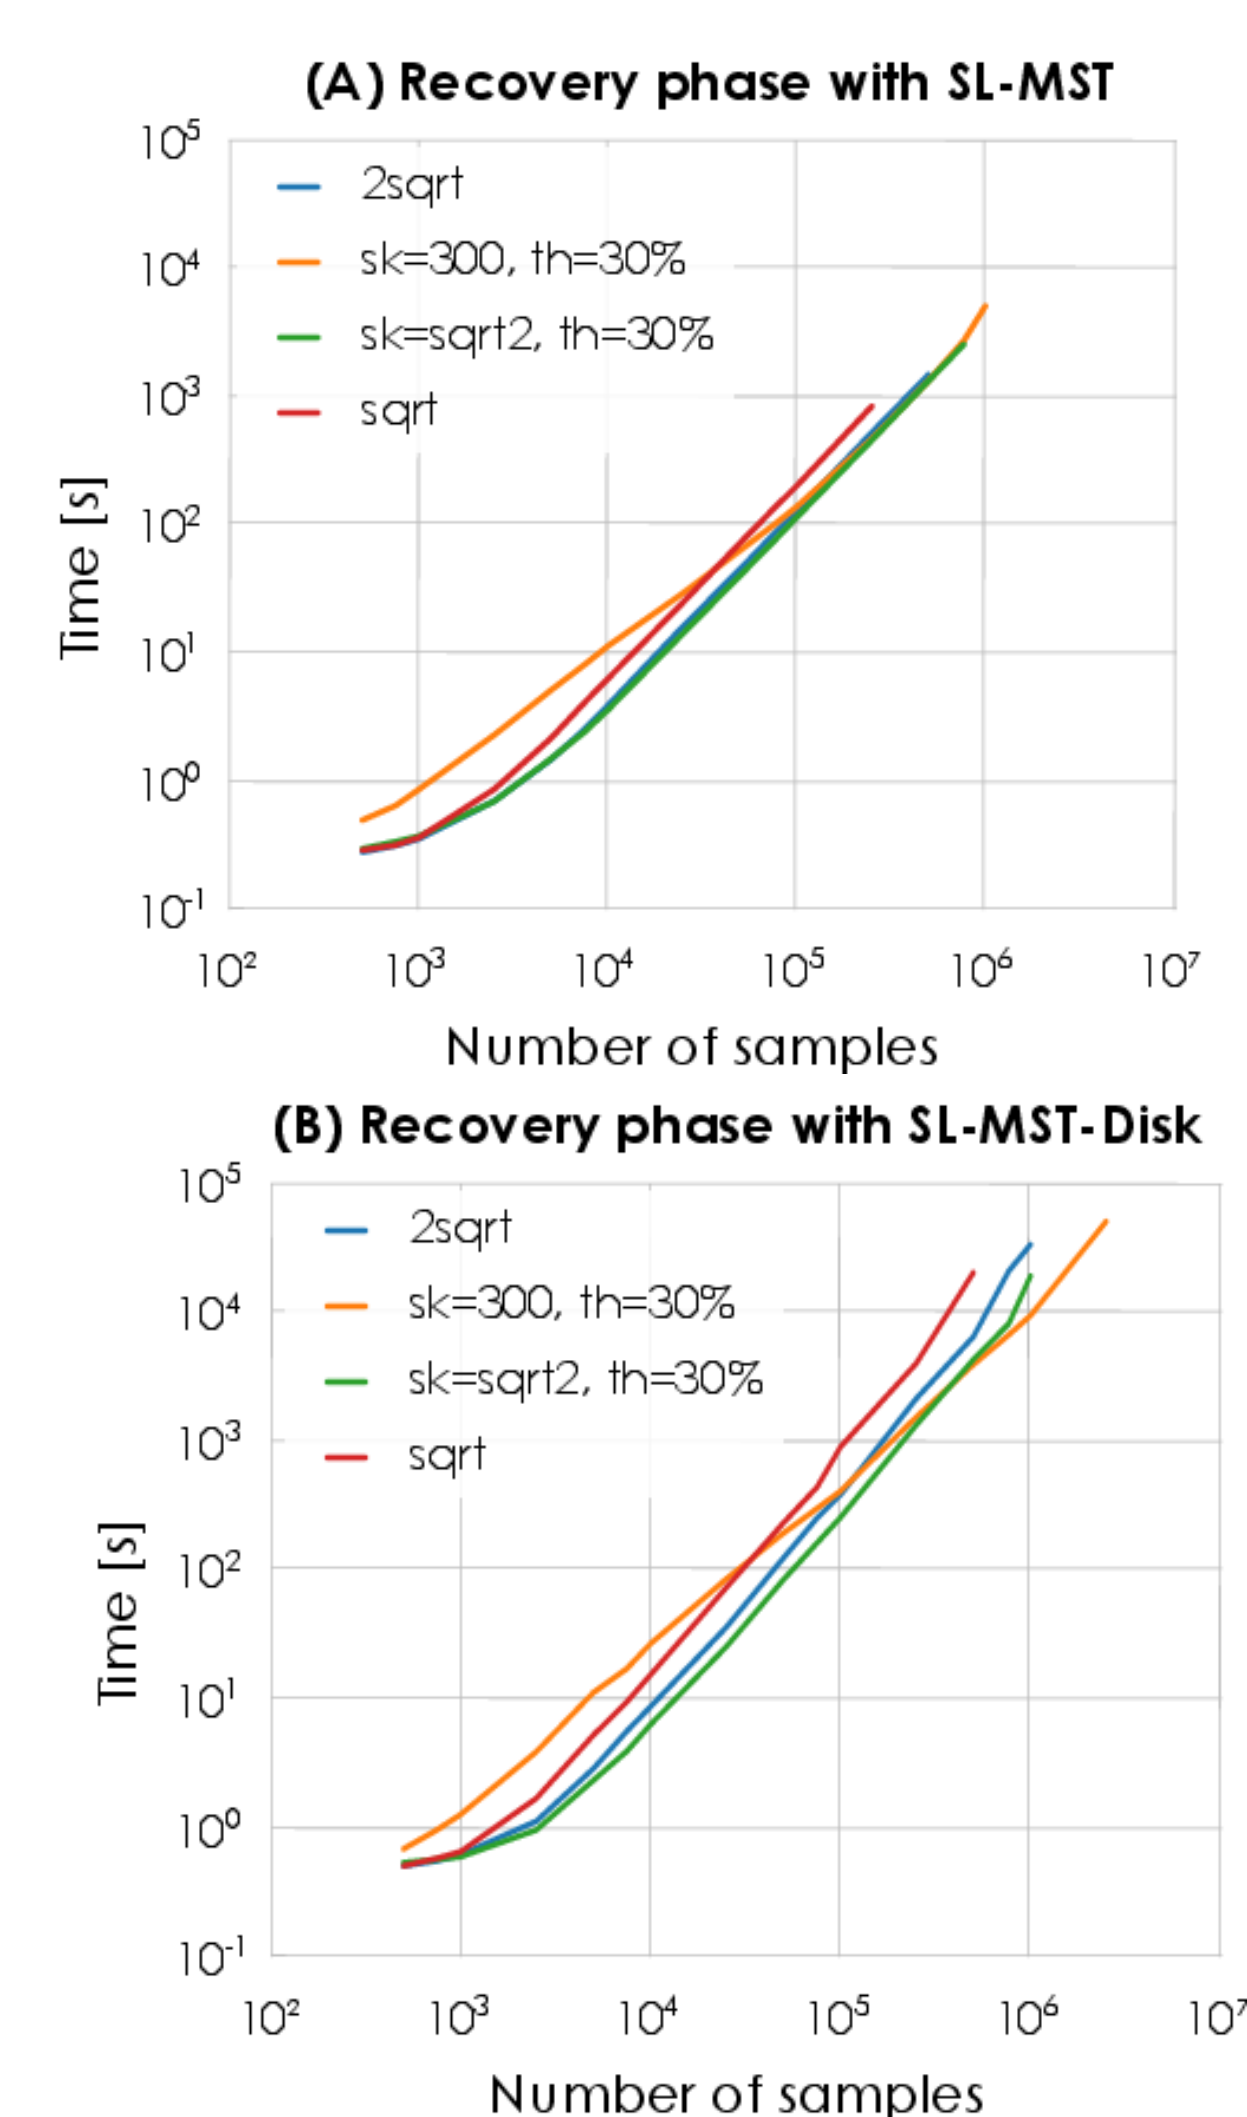 (A) Recovery phase with SL-MST
10⁵
2sqrt
10⁴
sk=300, th=30%
sk=sqrt2, th=30%
10³
sqrt
Time [s]
10²
10¹
10⁰
10⁻¹
10² 10³ 10⁴ 10⁵ 10⁶ 10⁷
Number of samples
(B) Recovery phase with SL-MST-Disk
10⁵
2sqrt
10⁴
sk=300, th=30%
sk=sqrt2, th=30%
10³
sqrt
Time [s]
10²
10¹
10⁰
10⁻¹
10² 10³ 10⁴ 10⁵ 10⁶ 10⁷
Number of samples